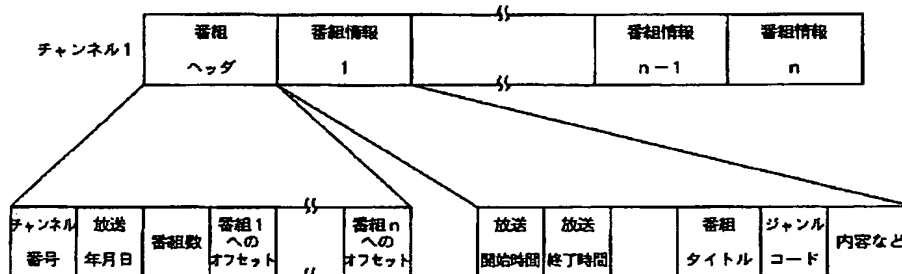 チャンネル1
番組
ヘッダ
番組情報
1
番組情報
n－1
番組情報
n
チャンネル
番号
放送
年月日
番組数
番組1
への
オフセット
番組n
への
オフセット
放送
開始時間
放送
終了時間
番組
タイトル
ジャンル
コード
内容など